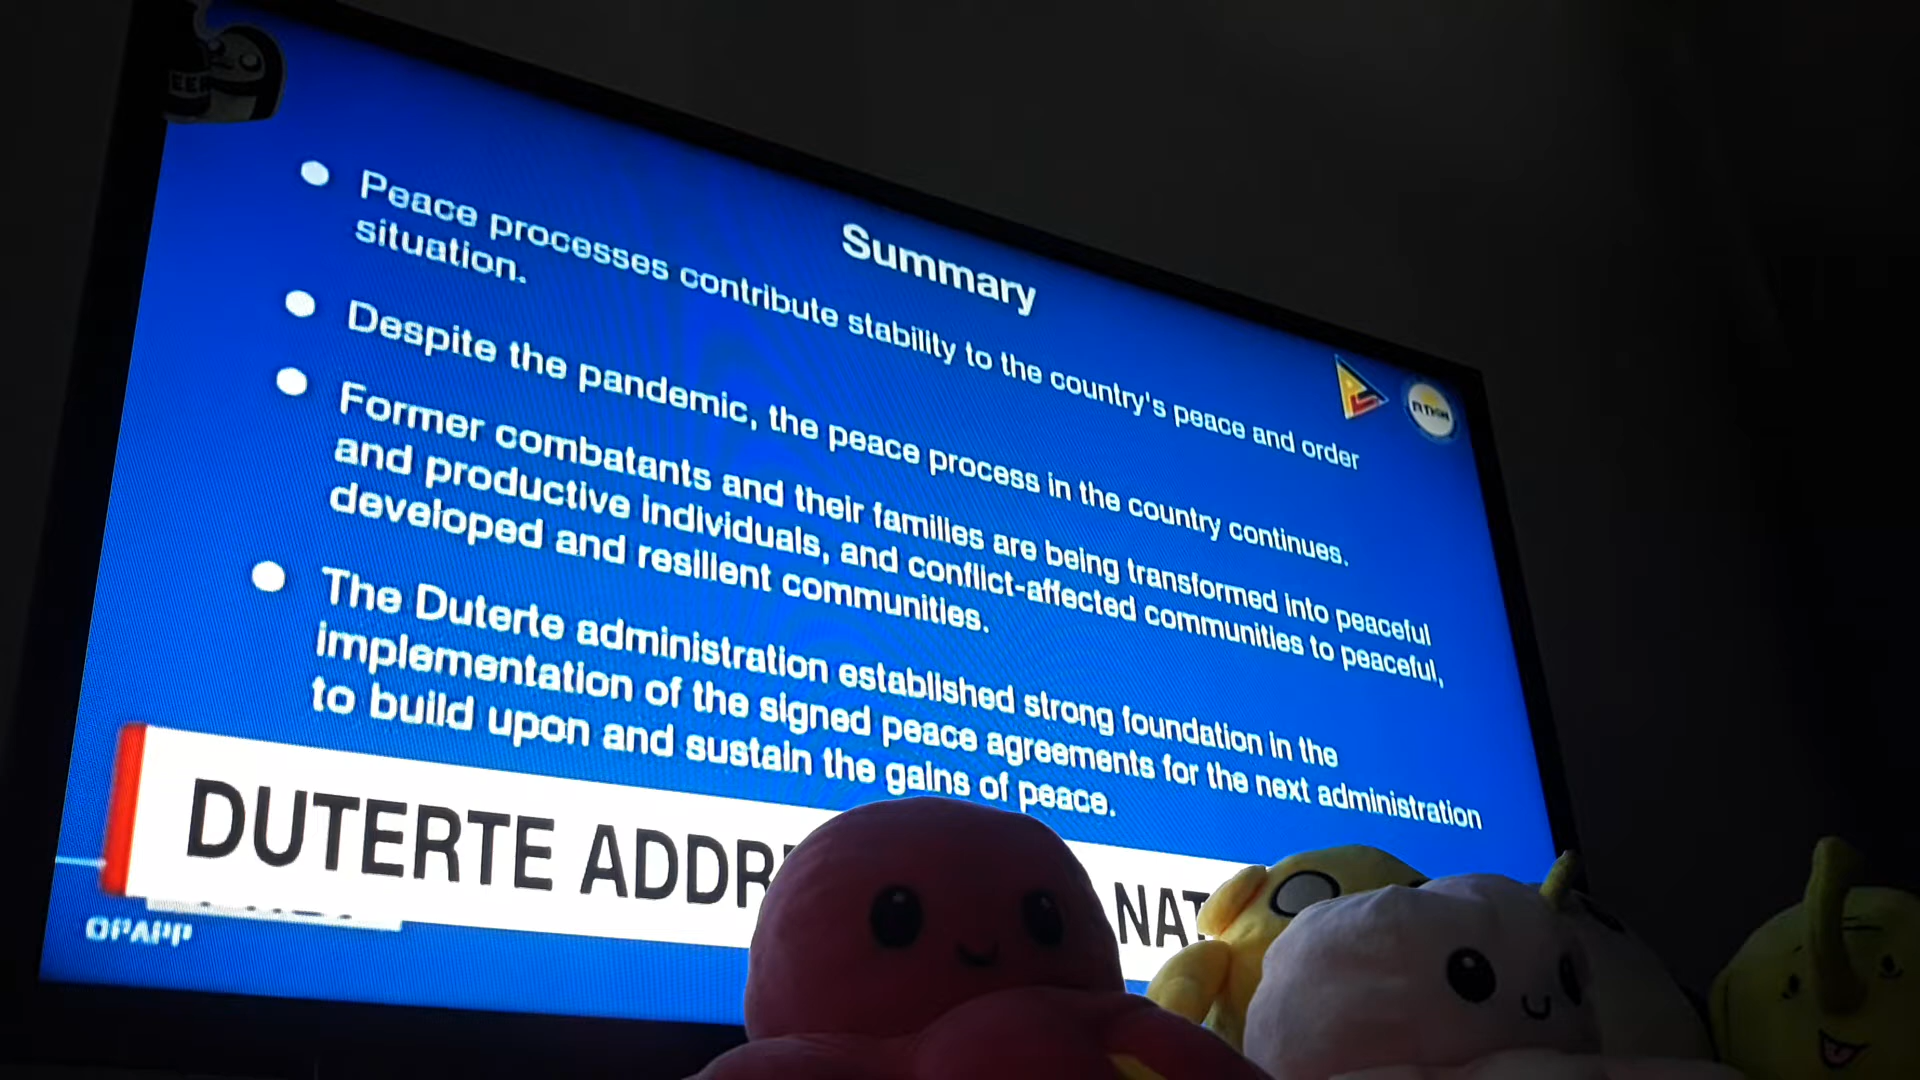 Summary
● Peace processes contribute stability to the country's peace and order
situation.
● Despite the pandemic, the peace process in the country continues.
● Former combatants and their families are being transformed into peaceful
and productive individuals, and conflict-affected communities to peaceful,
developed and resilient communities.
● The Duterte administration established strong foundation in the
implementation of the signed peace agreements for the next administration
to build upon and sustain the gains of peace.
DUTERTE ADDR NAT
OPAPP